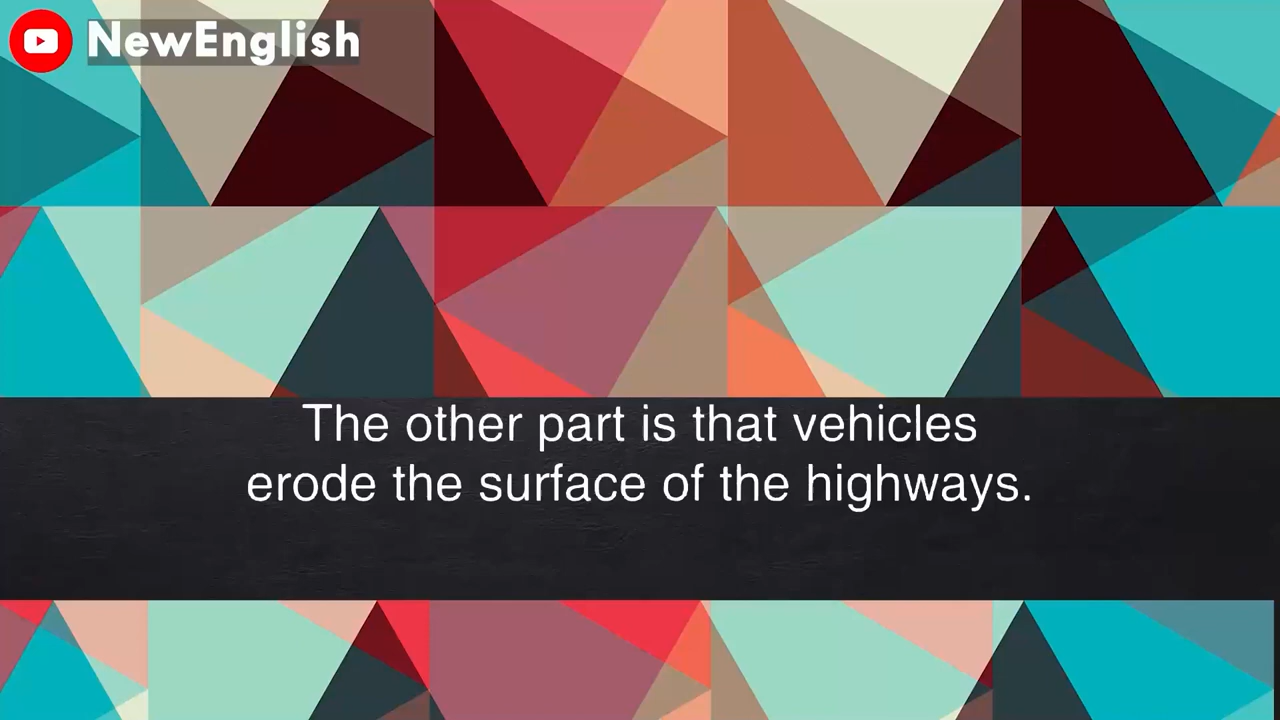 NewEnglish
The other part is that vehicles
erode the surface of the highways.